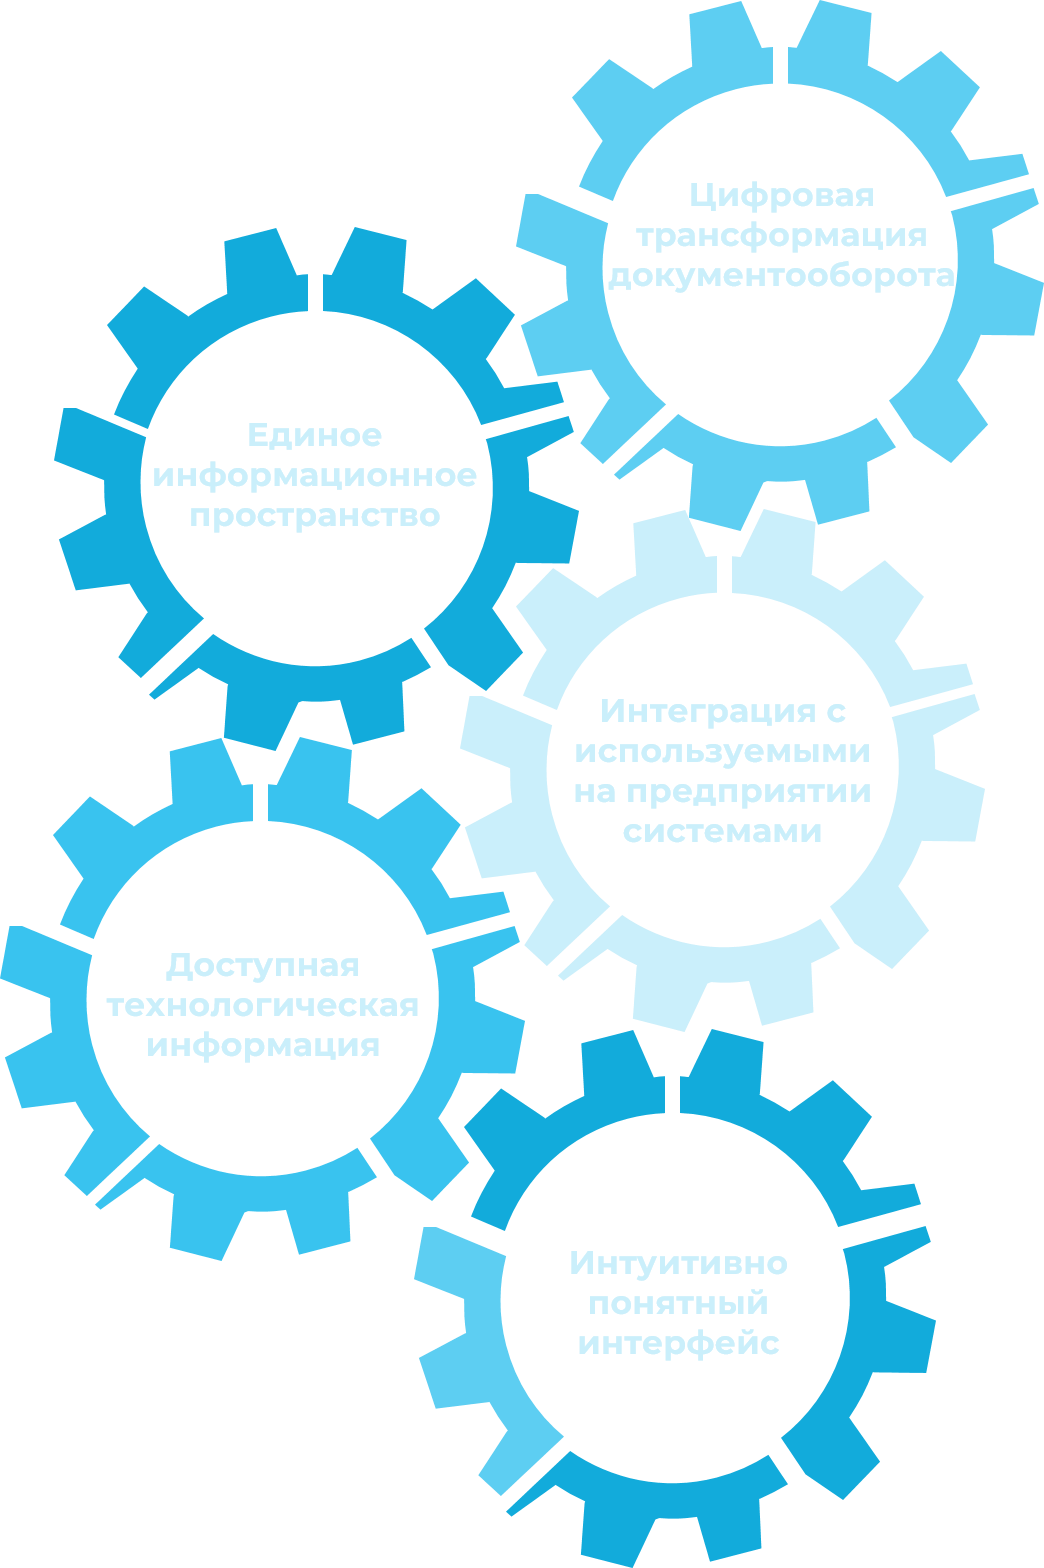 Цифровая
трансформация
документооборота
Единое
информационное
пространство
Интеграция с
используемыми
на предприятии
системами
Доступная
технологическая
информация
Интуитивно
понятный
интерфейс